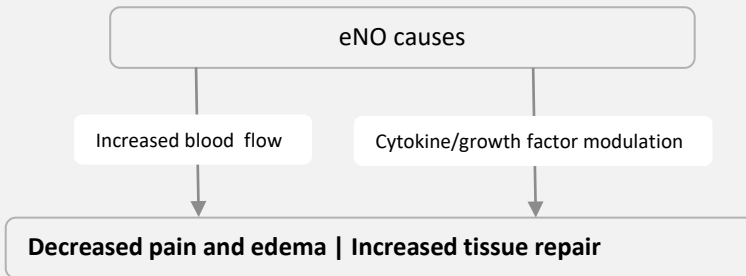 eNO causes
Increased blood flow
Cytokine/growth factor modulation
Decreased pain and edema | Increased tissue repair